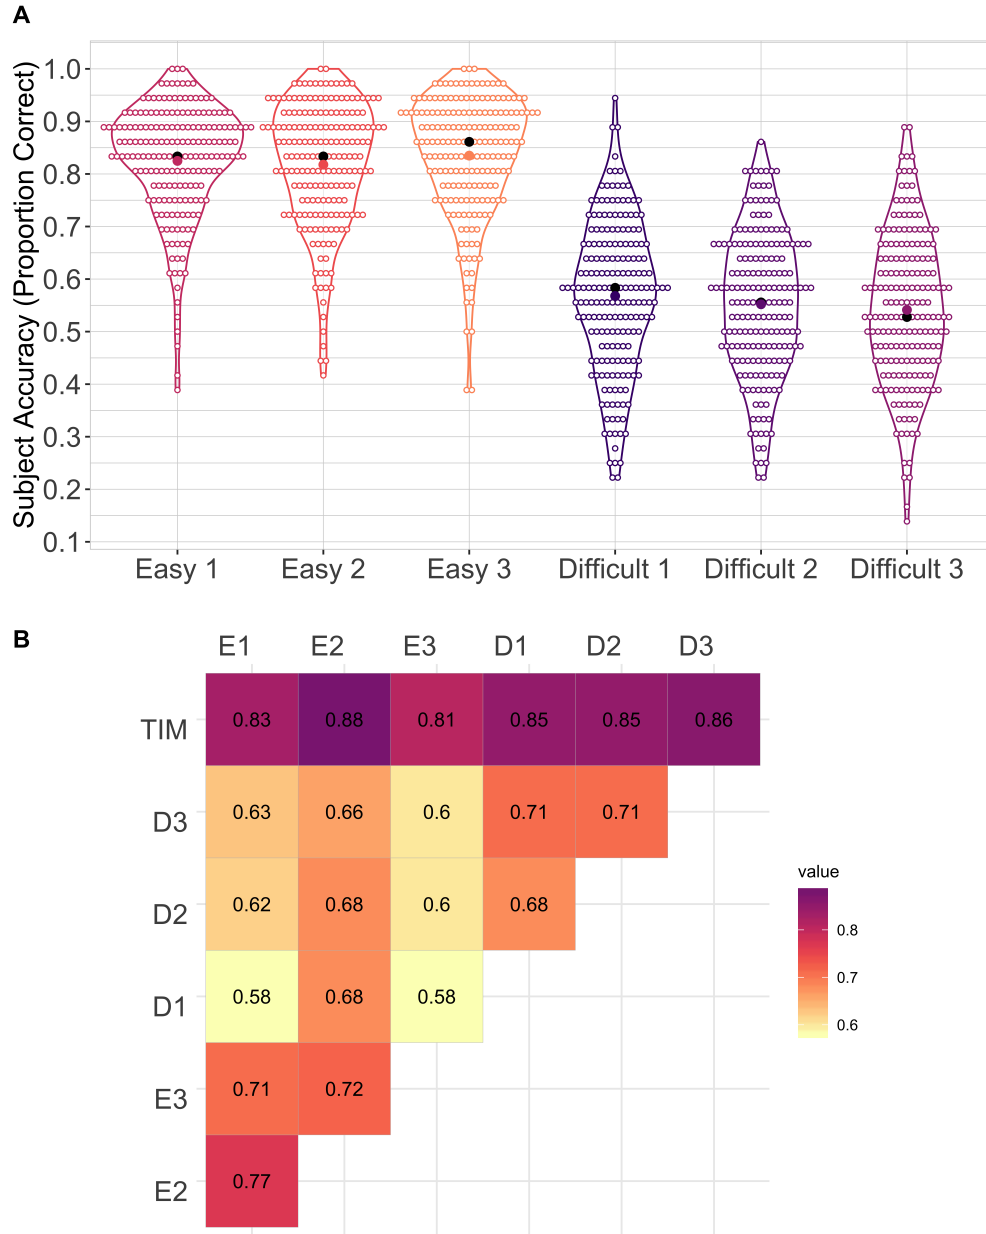 A
Subject Accuracy (Proportion Correct)
1.0
0.9
0.8
0.7
0.6
0.5
0.4
0.3
0.2
0.1
Easy 1 Easy 2 Easy 3 Difficult 1 Difficult 2 Difficult 3
B
E1 E2 E3 D1 D2 D3
TIM 0.83 0.88 0.81 0.85 0.85 0.86
D3 0.63 0.66 0.6 0.71 0.71
D2 0.62 0.68 0.6 0.68
D1 0.58 0.68 0.58
E3 0.71 0.72
E2 0.77
value
0.8
0.7
0.6